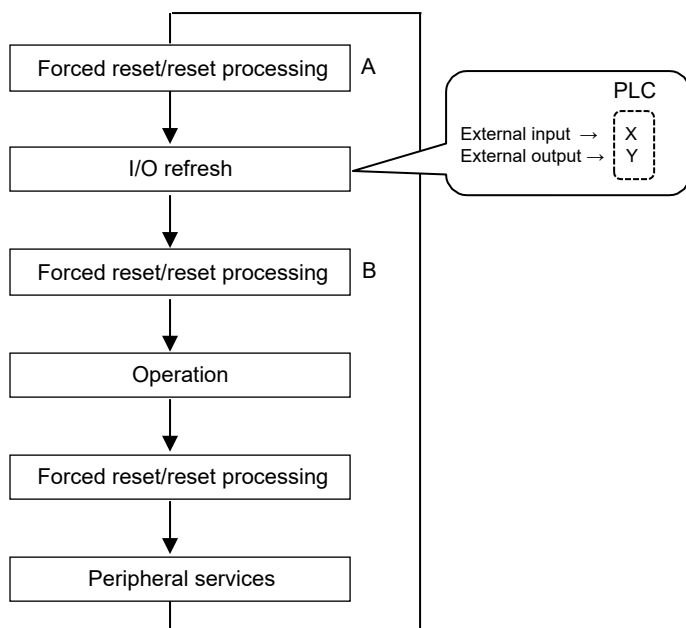 Forced reset/reset processing A
PLC
External input → X
External output → Y
I/O refresh
Forced reset/reset processing B
Operation
Forced reset/reset processing
Peripheral services